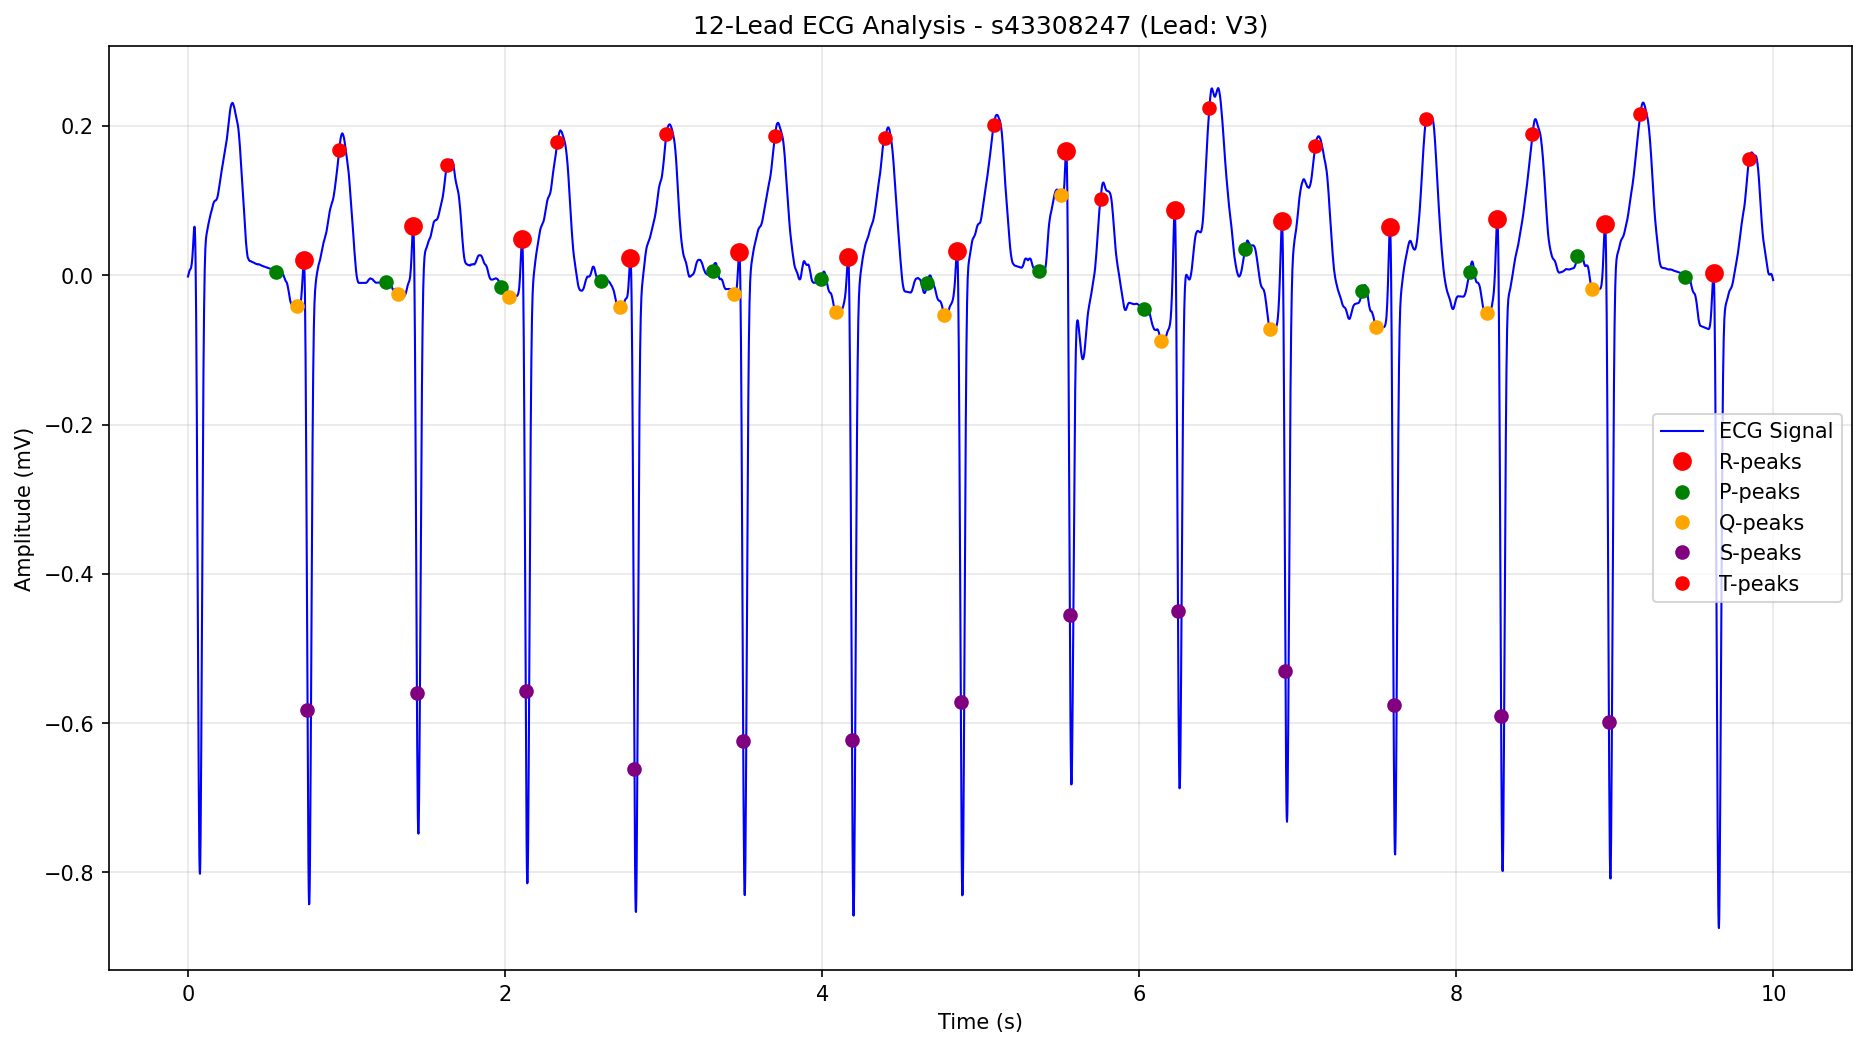 12-Lead ECG Analysis - s43308247 (Lead: V3)
Amplitude (mV)
0.2
0.0
−0.2
−0.4
−0.6
−0.8
ECG Signal
R-peaks
P-peaks
Q-peaks
S-peaks
T-peaks
0 2 4 6 8 10
Time (s)